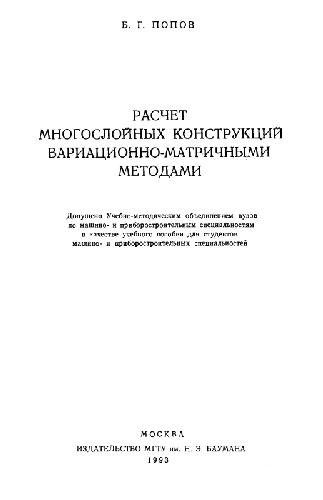 Б. Г. ПОПОВ
РАСЧЕТ
МНОГОСЛОЙНЫХ КОНСТРУКЦИЙ
ВАРИАЦИОННО-МАТРИЧНЫМИ
МЕТОДАМИ
Допущено Учебно-методическим объединением вузов
по машино- и приборостроительным специальностям
в качестве учебного пособия для студентов
машино- и приборостроительных специальностей
МОСКВА
ИЗДАТЕЛЬСТВО МГТУ им. Н. Э. БАУМАНА
1993